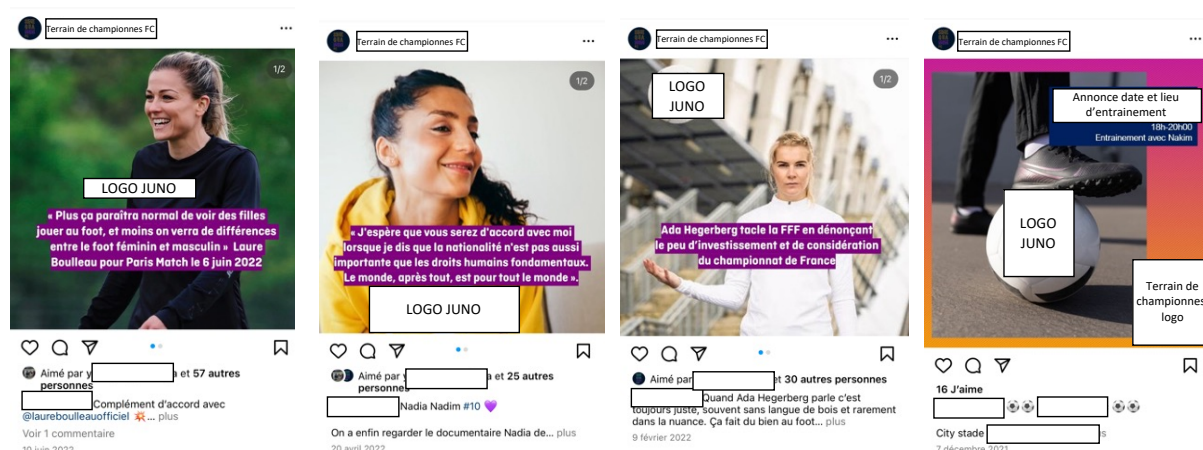 Terrain de championnes FC
1/2
LOGO JUNO
« Plus ça paraîtra normal de voir des filles
jouer au foot, et moins on verra de différences
entre le foot féminin et masculin » Laure
Boulleau pour Paris Match le 6 juin 2022
Aimé par y et 57 autres
personnes
Complément d'accord avec
@laureboulleauofficiel 💥... plus
Voir 1 commentaire
19 juin 2022
Terrain de championnes FC
1/2
« J'espère que vous serez d'accord avec moi
lorsque je dis que la nationalité n'est pas aussi
importante que les droits humains fondamentaux.
Le monde, après tout, est pour tout le monde ».
LOGO JUNO
Aimé par et 25 autres
personnes
Nadia Nadim #10 💜
On a enfin regarder le documentaire Nadia de... plus
20 avril 2022
Terrain de championnes FC
LOGO
JUNO
1/2
Ada Hegerberg tacle la FFF en dénonçant
le peu d'investissement et de considération
du championnat de France
Aimé par et 30 autres personnes
Quand Ada Hegerberg parle c'est
toujours juste, souvent sans langue de bois et rarement
dans la nuance. Ça fait du bien au foot... plus
9 février 2022
Terrain de championnes FC
Annonce date et lieu
d'entrainement
18h-20h00
Entrainement avec Nakim
LOGO
JUNO
Terrain de
championnes
logo
16 J'aime
⚽⚽ ⚽⚽
City stade
7 décembre 2021